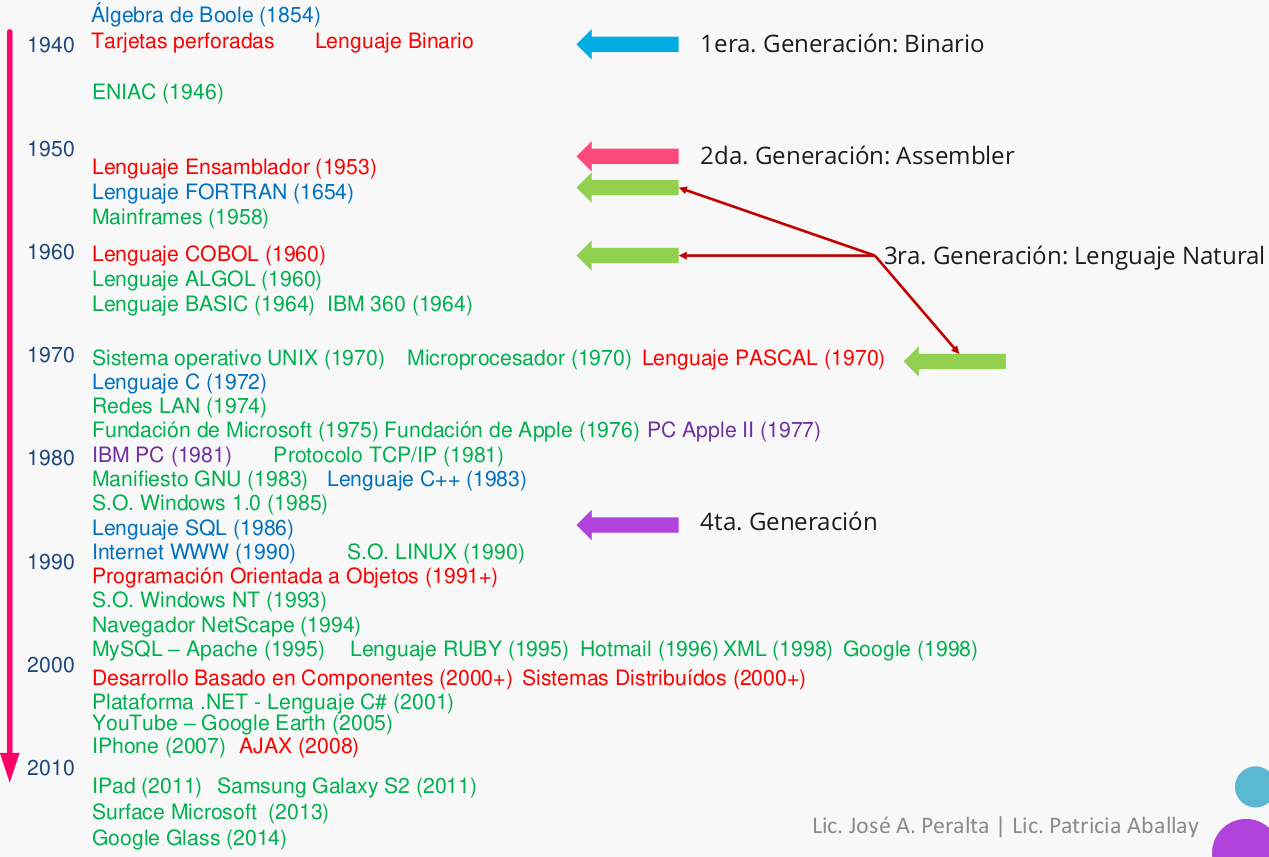 Álgebra de Boole (1854)
1940 Tarjetas perforadas Lenguaje Binario 1era. Generación: Binario
ENIAC (1946)
1950
2da. Generación: Assembler
Lenguaje Ensamblador (1953)
Lenguaje FORTRAN (1654)
Mainframes (1958)
1960 Lenguaje COBOL (1960) 3ra. Generación: Lenguaje Natural
Lenguaje ALGOL (1960)
Lenguaje BASIC (1964) IBM 360 (1964)
1970 Sistema operativo UNIX (1970) Microprocesador (1970) Lenguaje PASCAL (1970)
Lenguaje C (1972)
Redes LAN (1974)
Fundación de Microsoft (1975) Fundación de Apple (1976) PC Apple II (1977)
1980 IBM PC (1981) Protocolo TCP/IP (1981)
Manifiesto GNU (1983) Lenguaje C++ (1983)
S.O. Windows 1.0 (1985)
Lenguaje SQL (1986) 4ta. Generación
1990 Internet WWW (1990) S.O. LINUX (1990)
Programación Orientada a Objetos (1991+)
S.O. Windows NT (1993)
Navegador NetScape (1994)
MySQL – Apache (1995) Lenguaje RUBY (1995) Hotmail (1996) XML (1998) Google (1998)
2000
Desarrollo Basado en Componentes (2000+) Sistemas Distribuídos (2000+)
Plataforma .NET - Lenguaje C# (2001)
YouTube – Google Earth (2005)
IPhone (2007) AJAX (2008)
2010
IPad (2011) Samsung Galaxy S2 (2011)
Surface Microsoft (2013)
Google Glass (2014)
Lic. José A. Peralta | Lic. Patricia Aballay